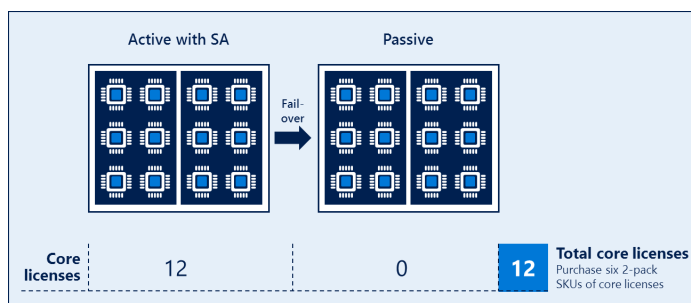 Active with SA
Passive
Fail-
over
Core
licenses
12
0
12
Total core licenses
Purchase six 2-pack
SKUs of core licenses